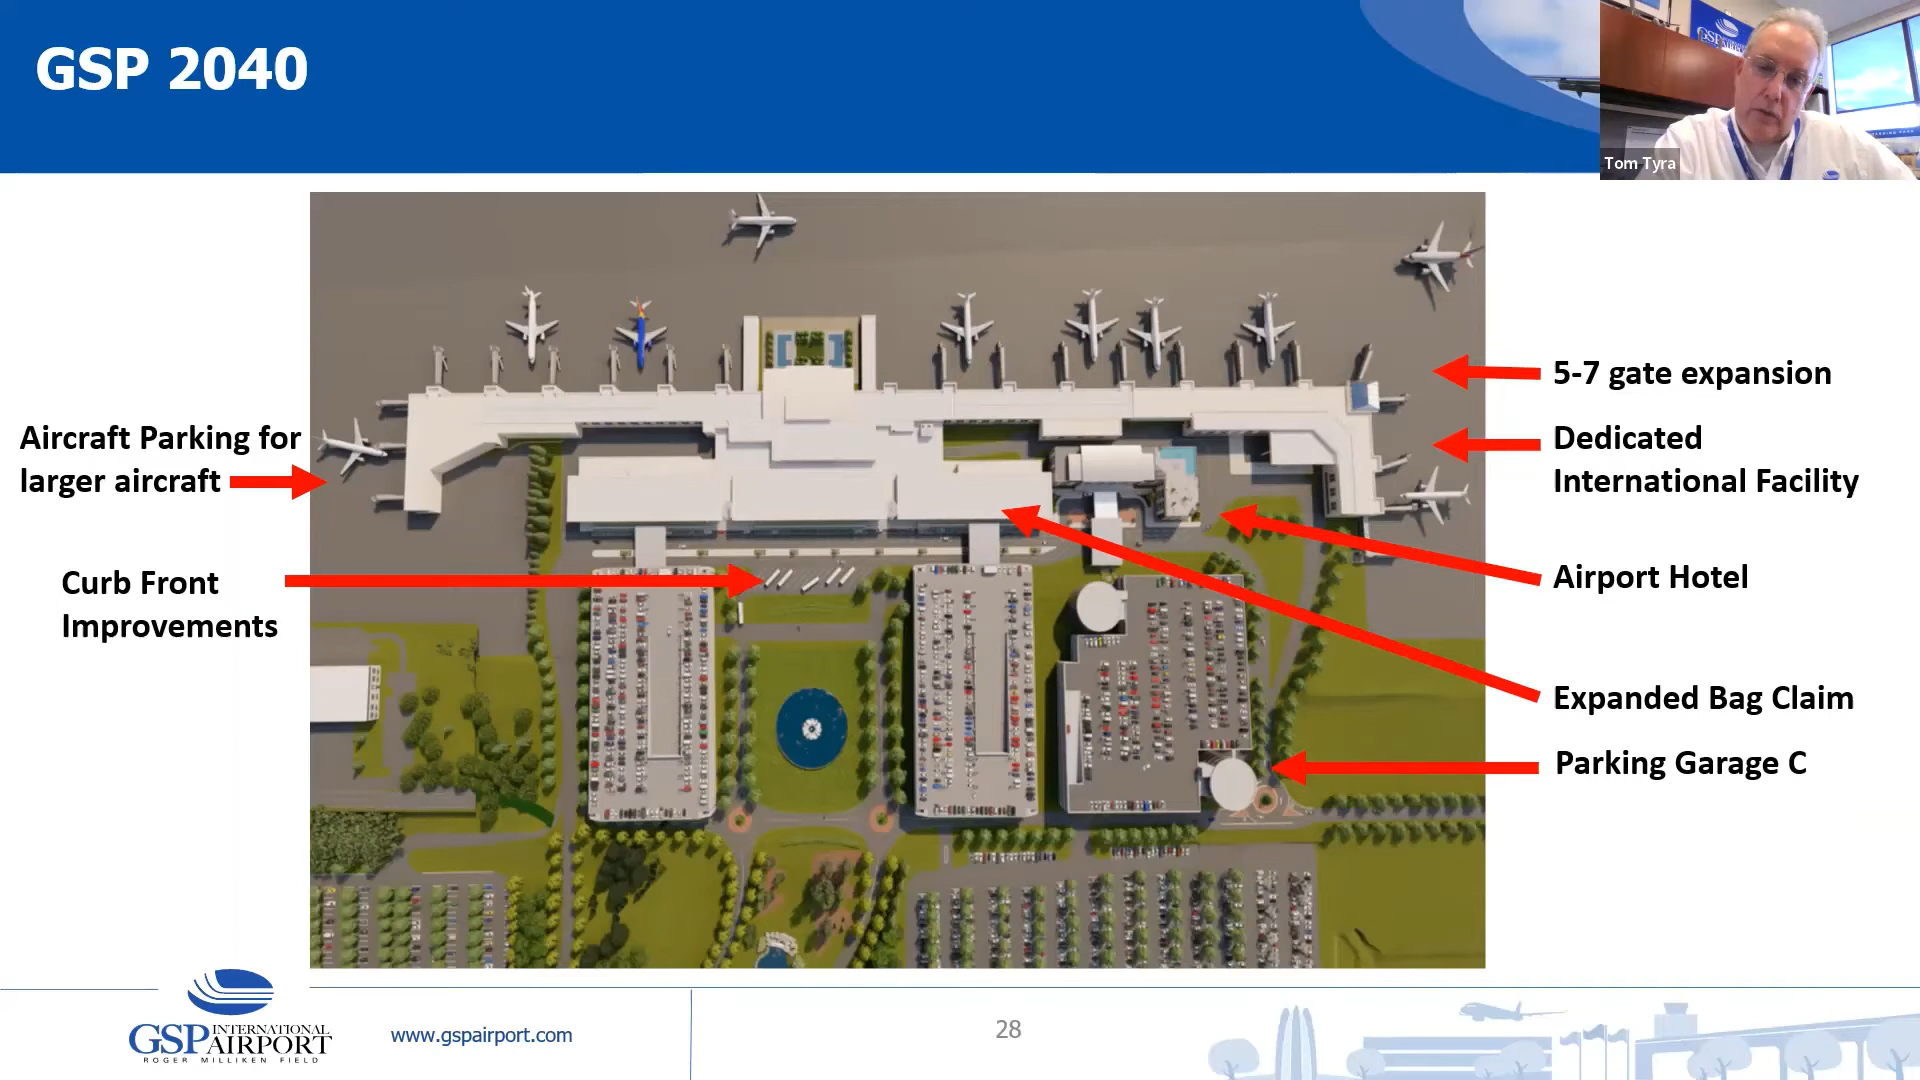 GSP 2040
Tom Tyra
5-7 gate expansion
Aircraft Parking for
larger aircraft
Dedicated
International Facility
Curb Front
Improvements
Airport Hotel
Expanded Bag Claim
Parking Garage C
GSP INTERNATIONAL
AIRPORT
ROGER MILLIKEN FIELD
www.gspairport.com
28